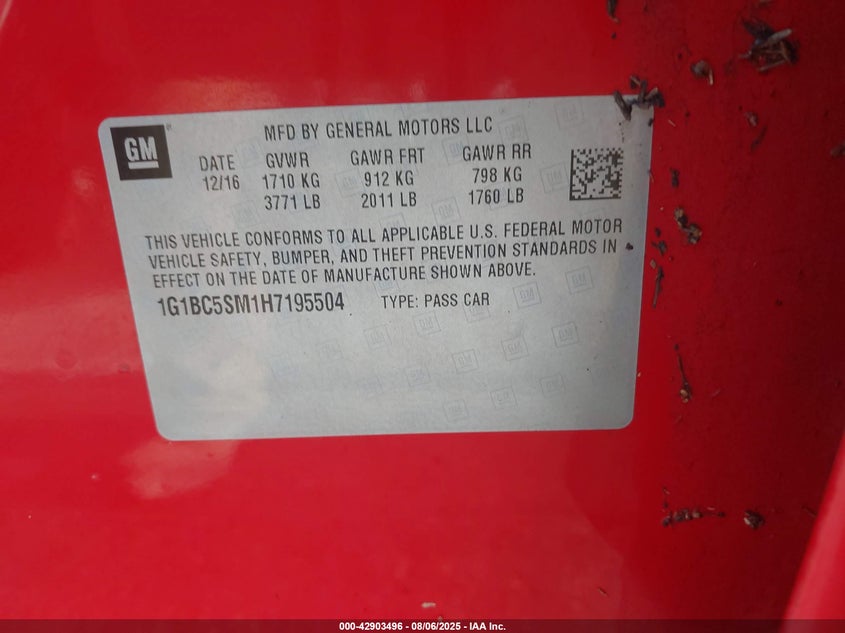 GM
MFD BY GENERAL MOTORS LLC
DATE GVWR GAWR FRT GAWR RR
12/16 1710 KG 912 KG 798 KG
3771 LB 2011 LB 1760 LB
THIS VEHICLE CONFORMS TO ALL APPLICABLE U.S. FEDERAL MOTOR
VEHICLE SAFETY, BUMPER, AND THEFT PREVENTION STANDARDS IN
EFFECT ON THE DATE OF MANUFACTURE SHOWN ABOVE.
1G1BC5SM1H7195504 TYPE: PASS CAR
000-42903496 - 08/06/2025 - IAA Inc.